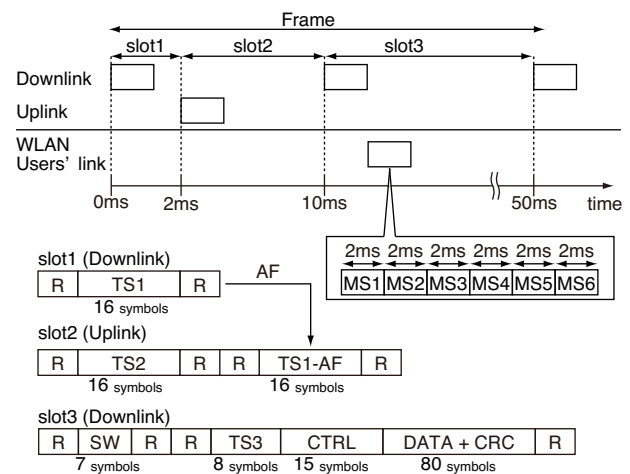 Frame
slot1 slot2 slot3
Downlink
Uplink
WLAN
Users' link
0ms 2ms 10ms 50ms time
2ms 2ms 2ms 2ms 2ms 2ms
MS1 MS2 MS3 MS4 MS5 MS6
slot1 (Downlink)
R TS1 R AF
16 symbols
slot2 (Uplink)
R TS2 R R TS1-AF R
16 symbols 16 symbols
slot3 (Downlink)
R SW R R TS3 CTRL DATA + CRC R
7 symbols 8 symbols 15 symbols 80 symbols